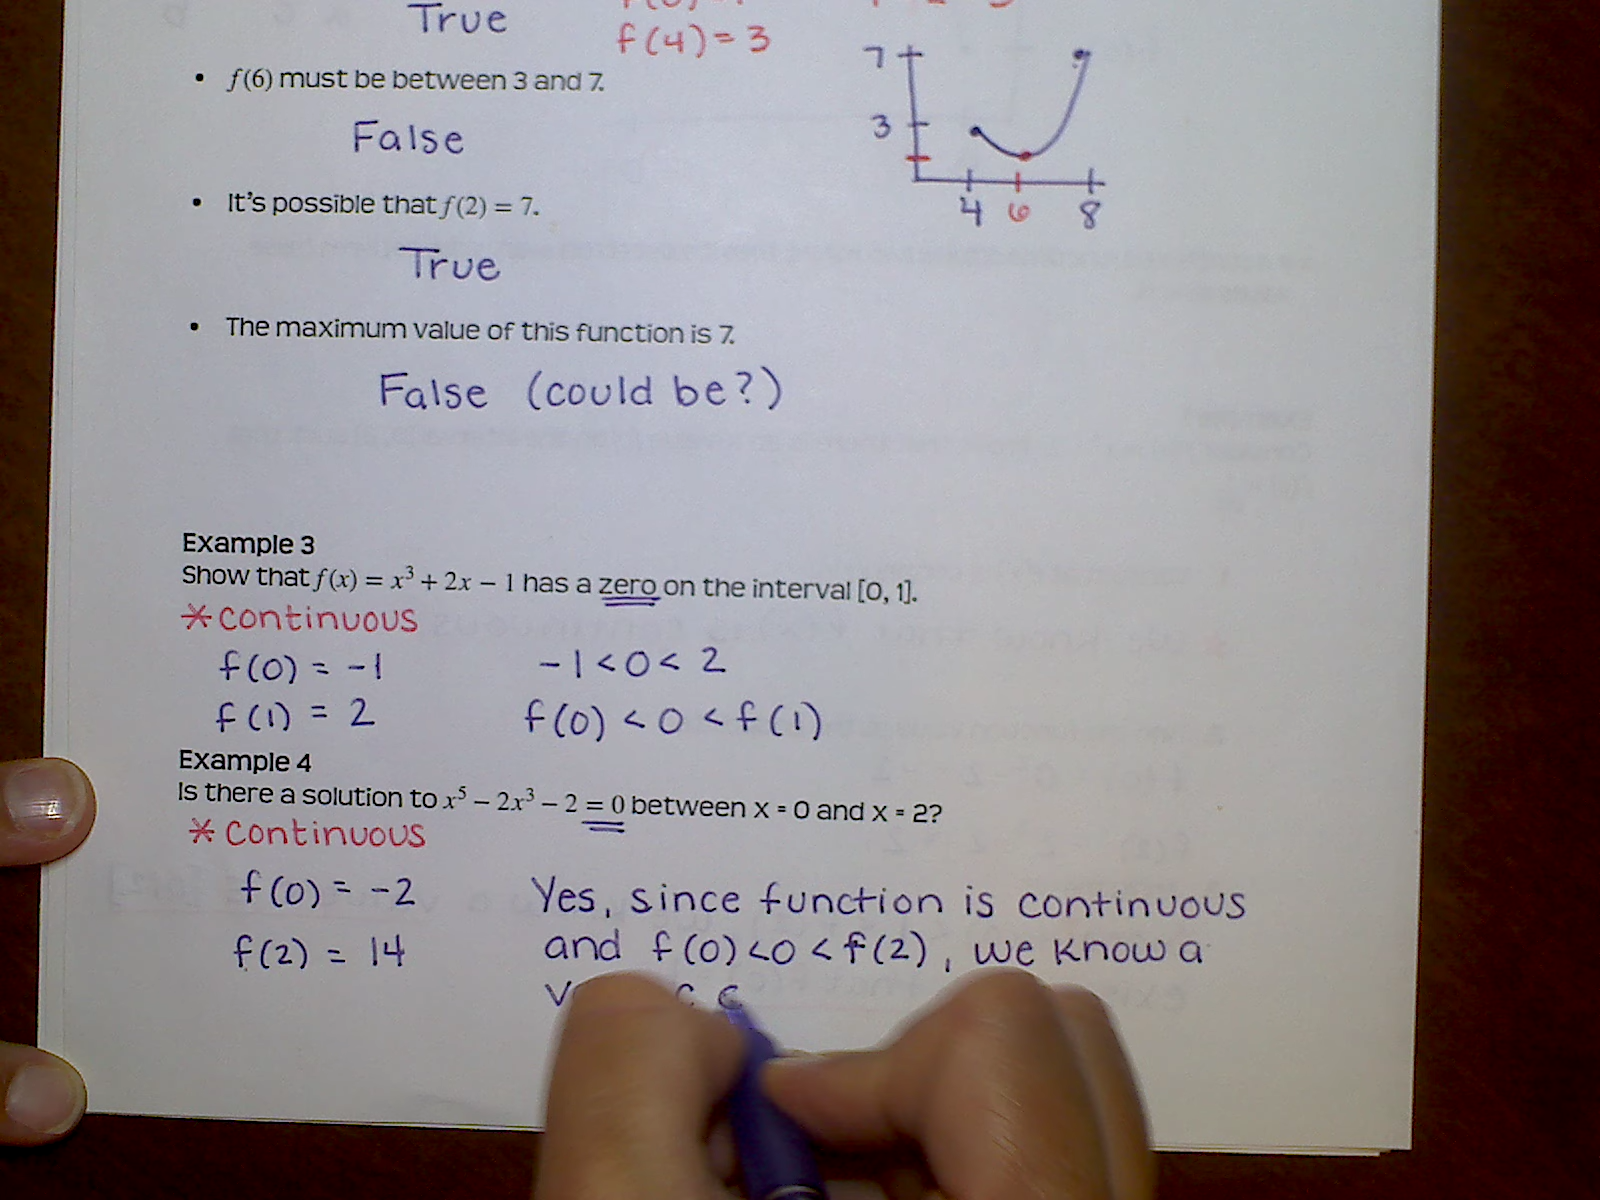 True
f(4) = 3
• f(6) must be between 3 and 7.
False
7
3
4 6 8
• It's possible that f(2) = 7.
True
• The maximum value of this function is 7.
False (could be?)
Example 3
Show that f(x) = x³ + 2x − 1 has a zero on the interval [0, 1].
*continuous
f(0) = -1 -1 < 0 < 2
f(1) = 2 f(0) < 0 < f(1)
Example 4
Is there a solution to x⁵ − 2x³ − 2 = 0 between x = 0 and x = 2?
* continuous
f(0) = -2 Yes, since function is continuous
f(2) = 14 and f(0) < 0 < f(2), we know a